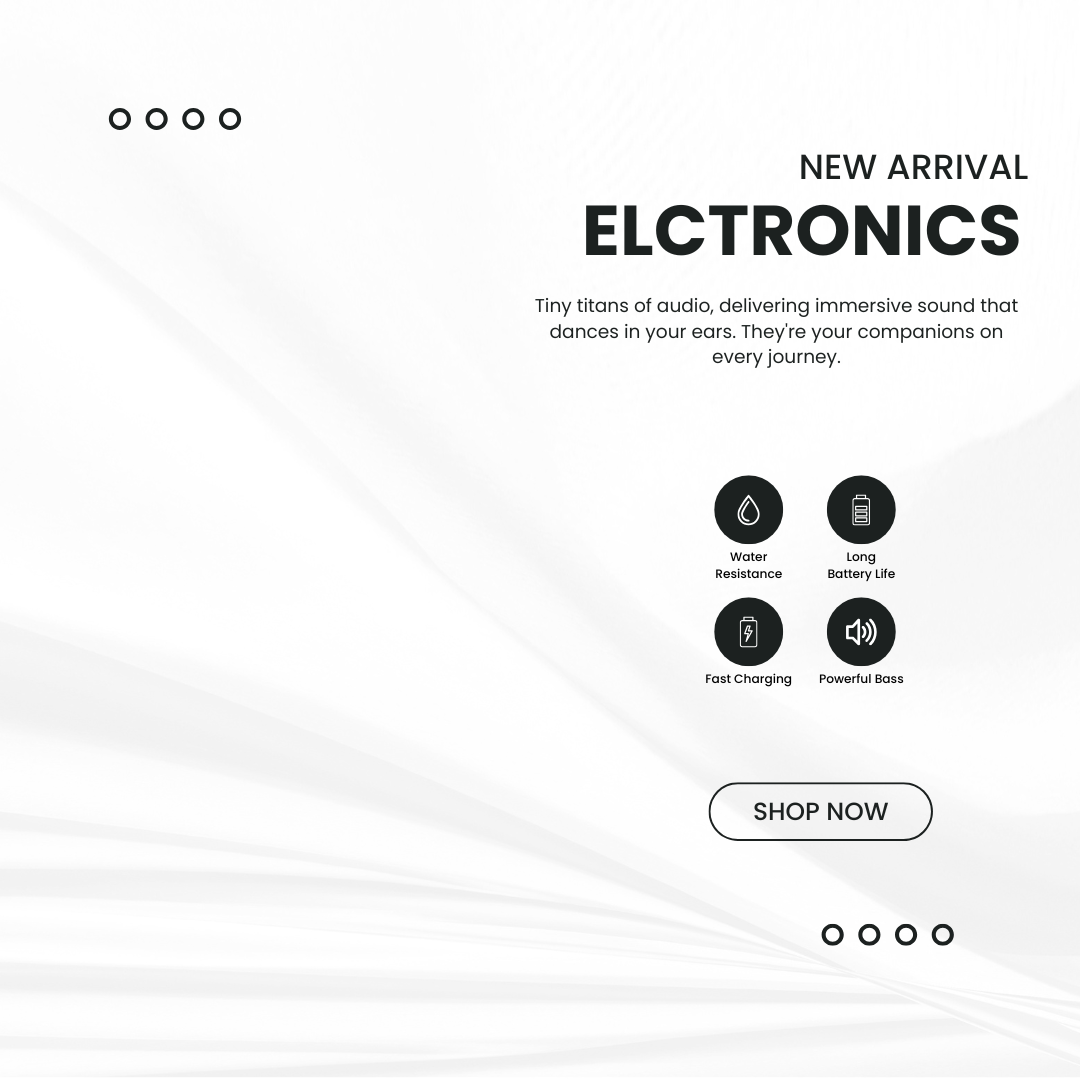 NEW ARRIVAL
ELCTRONICS
Tiny titans of audio, delivering immersive sound that
dances in your ears. They're your companions on
every journey.
Water
Resistance
Long
Battery Life
Fast Charging
Powerful Bass
SHOP NOW